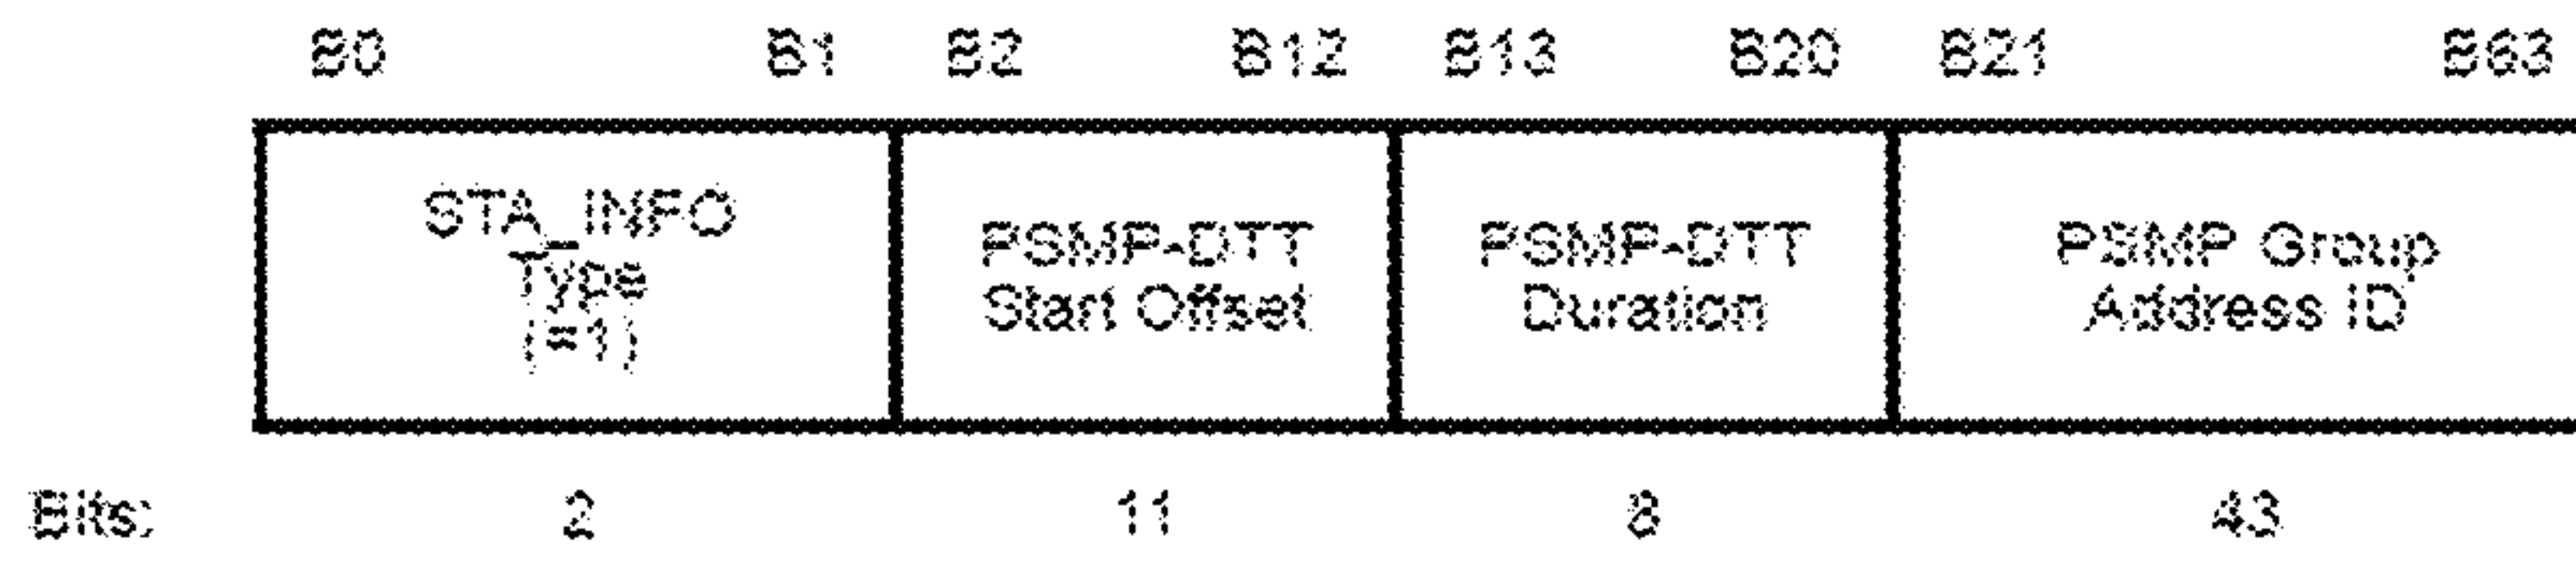 B0 B1 B2 B12 B13 B20 B21 B63
STA_INFO
Type
(=1)
PSMP-DTT
Start Offset
PSMP-DTT
Duration
PSMP Group
Address ID
Bits: 2 11 8 43